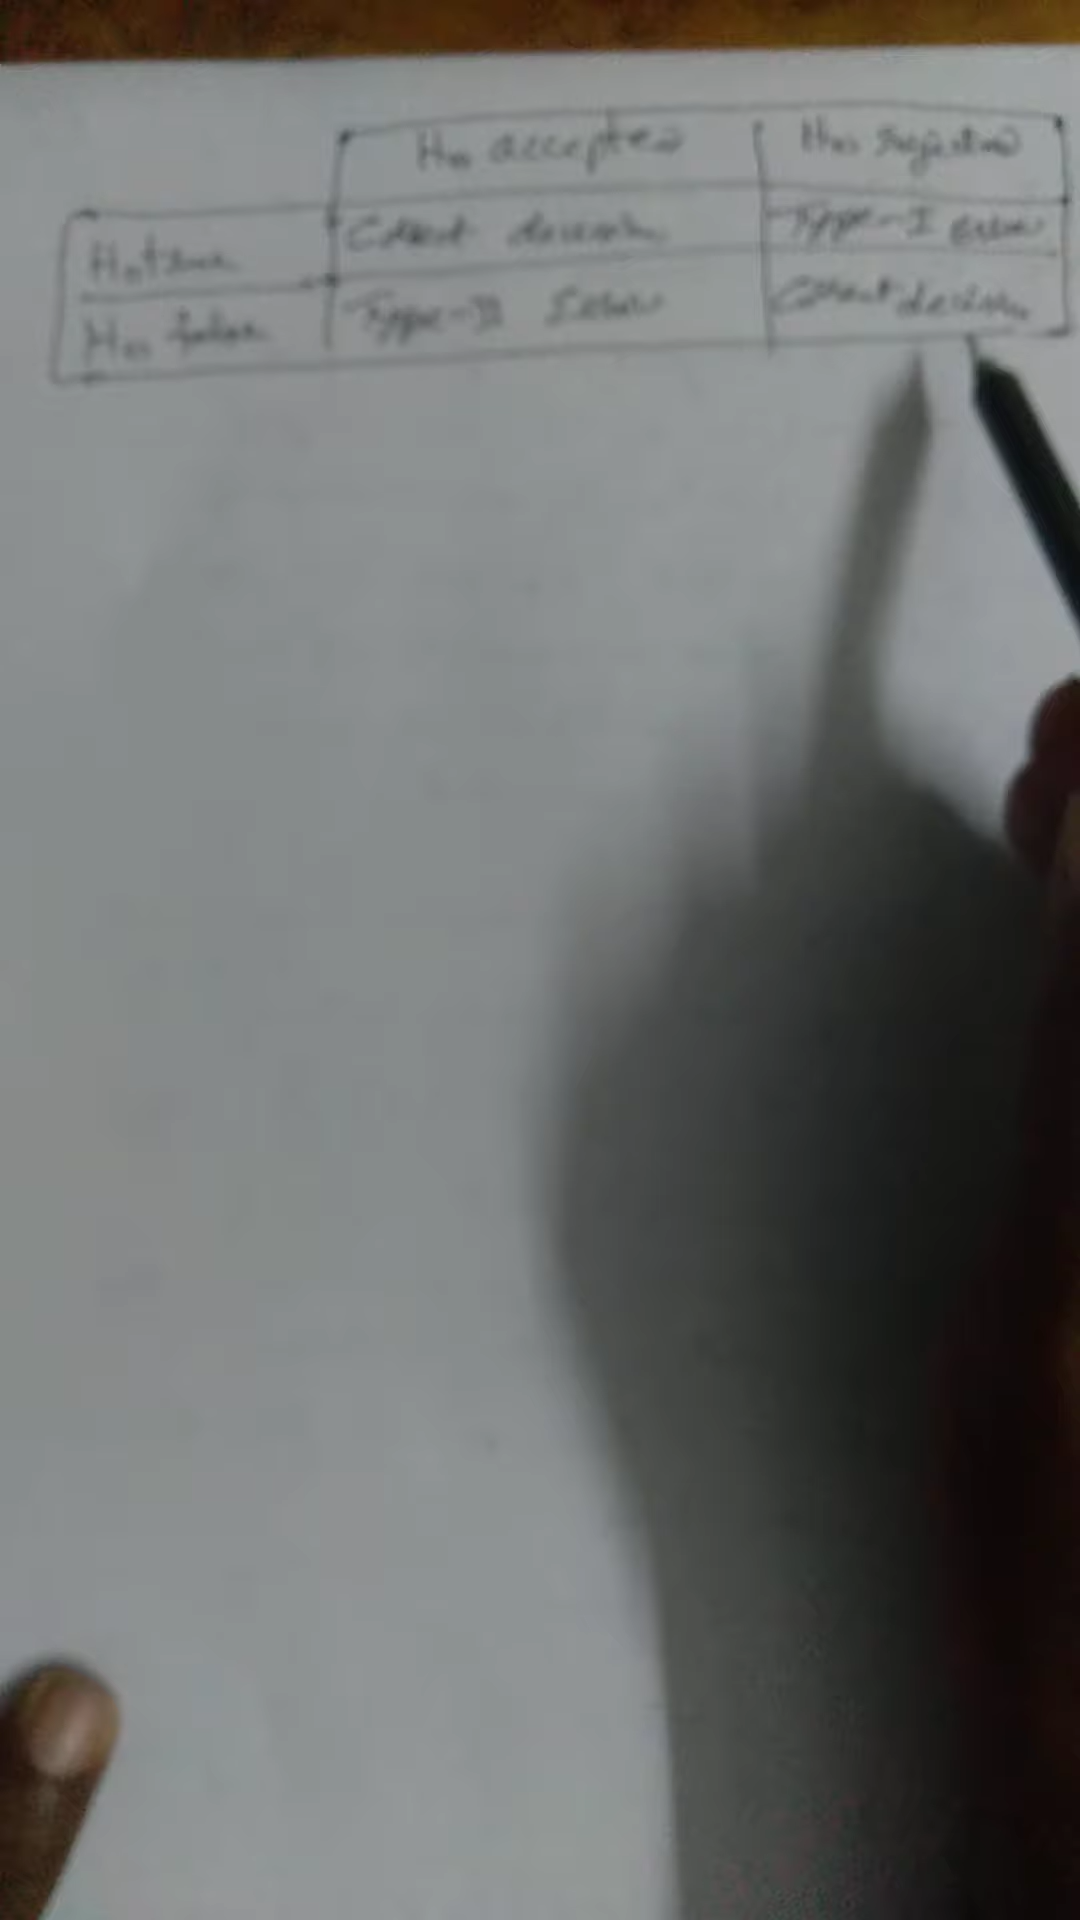 H₀ accepted H₀ rejected
H₀ true Correct decision Type-I error
H₀ false Type-II Error Correct decision